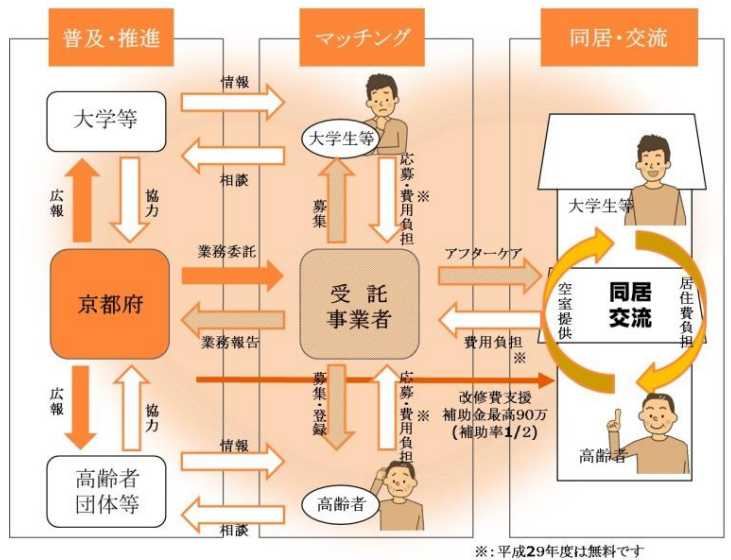 普及・推進
マッチング
同居・交流
大学等
情報
相談
大学生等
広報
協力
募集
応募・費用負担
※
京都府
業務委託
業務報告
受託
事業者
アフターケア
費用負担
※
大学生等
空室提供
同居
交流
居住費負担
高齢者
広報
協力
募集・登録
応募・費用負担
※
改修費支援
補助金最高90万
(補助率1/2)
高齢者
団体等
情報
相談
高齢者
※:平成29年度は無料です